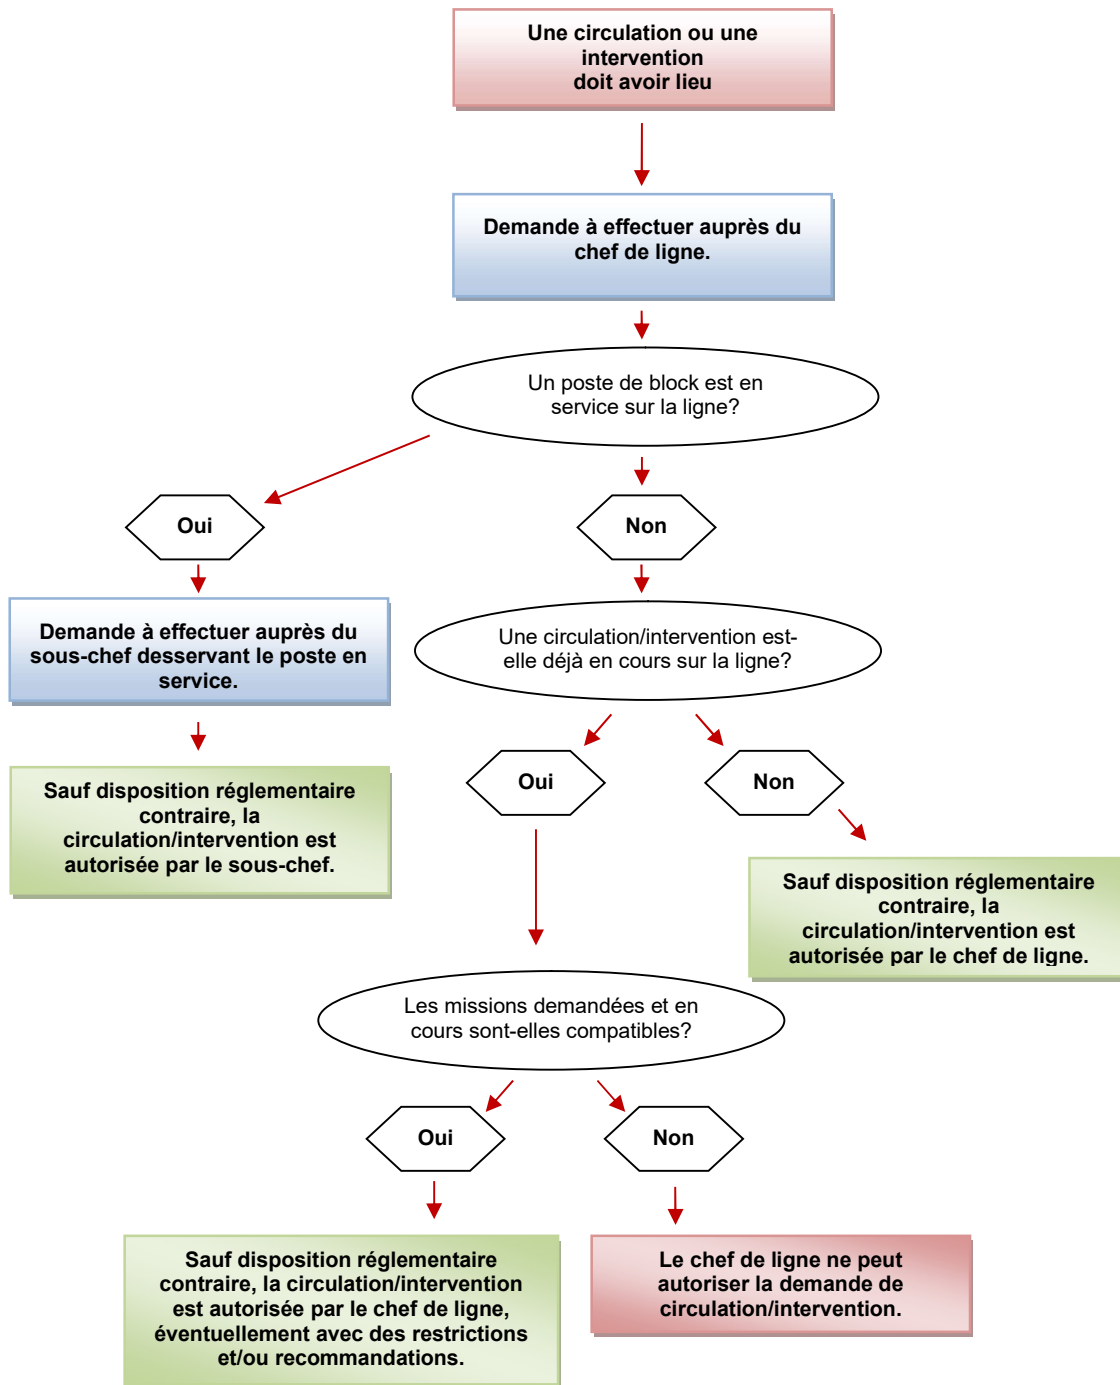 Une circulation ou une
intervention
doit avoir lieu
Demande à effectuer auprès du
chef de ligne.
Un poste de block est en
service sur la ligne?
Oui
Non
Demande à effectuer auprès du
sous-chef desservant le poste en
service.
Une circulation/intervention est-
elle déjà en cours sur la ligne?
Sauf disposition réglementaire
contraire, la
circulation/intervention est
autorisée par le sous-chef.
Oui
Non
Sauf disposition réglementaire
contraire, la
circulation/intervention est
autorisée par le chef de ligne.
Les missions demandées et en
cours sont-elles compatibles?
Oui
Non
Sauf disposition réglementaire
contraire, la circulation/intervention
est autorisée par le chef de ligne,
éventuellement avec des restrictions
et/ou recommandations.
Le chef de ligne ne peut
autoriser la demande de
circulation/intervention.